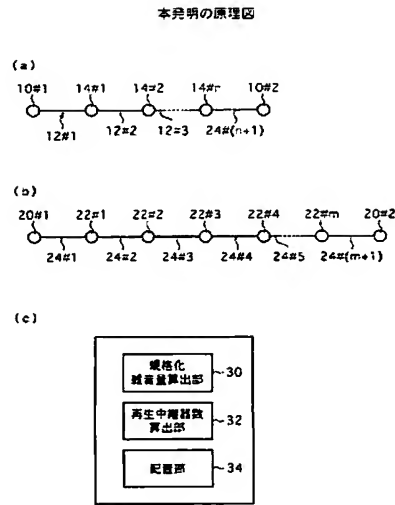 本発明の原理図
(a)
10#1 14#1 14#2 14#n 10#2
12#1 12#2 12#3 24#(n+1)
(b)
20#1 22#1 22#2 22#3 22#4 22#m 20#2
24#1 24#2 24#3 24#4 24#5 24#(m+1)
(c)
規格化
雑音量算出部
30
再生中継器数
算出部
32
配置部
34